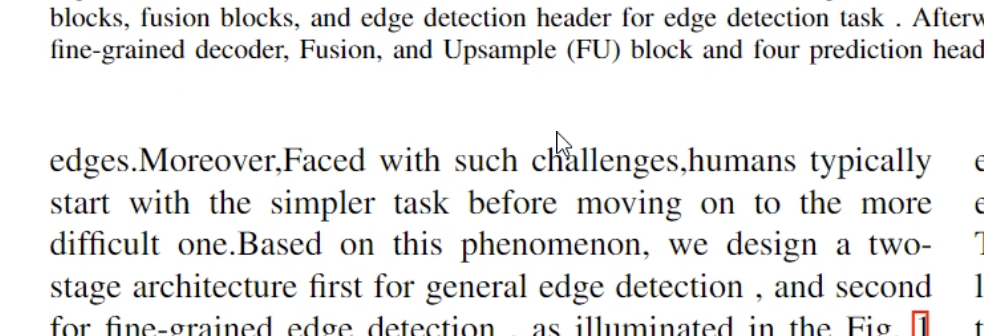 blocks, fusion blocks, and edge detection header for edge detection task . Afterw
fine-grained decoder, Fusion, and Upsample (FU) block and four prediction head
edges.Moreover,Faced with such challenges,humans typically
start with the simpler task before moving on to the more
difficult one.Based on this phenomenon, we design a two-
stage architecture first for general edge detection , and second
for fine-grained edge detection , as illuminated in the Fig. 1